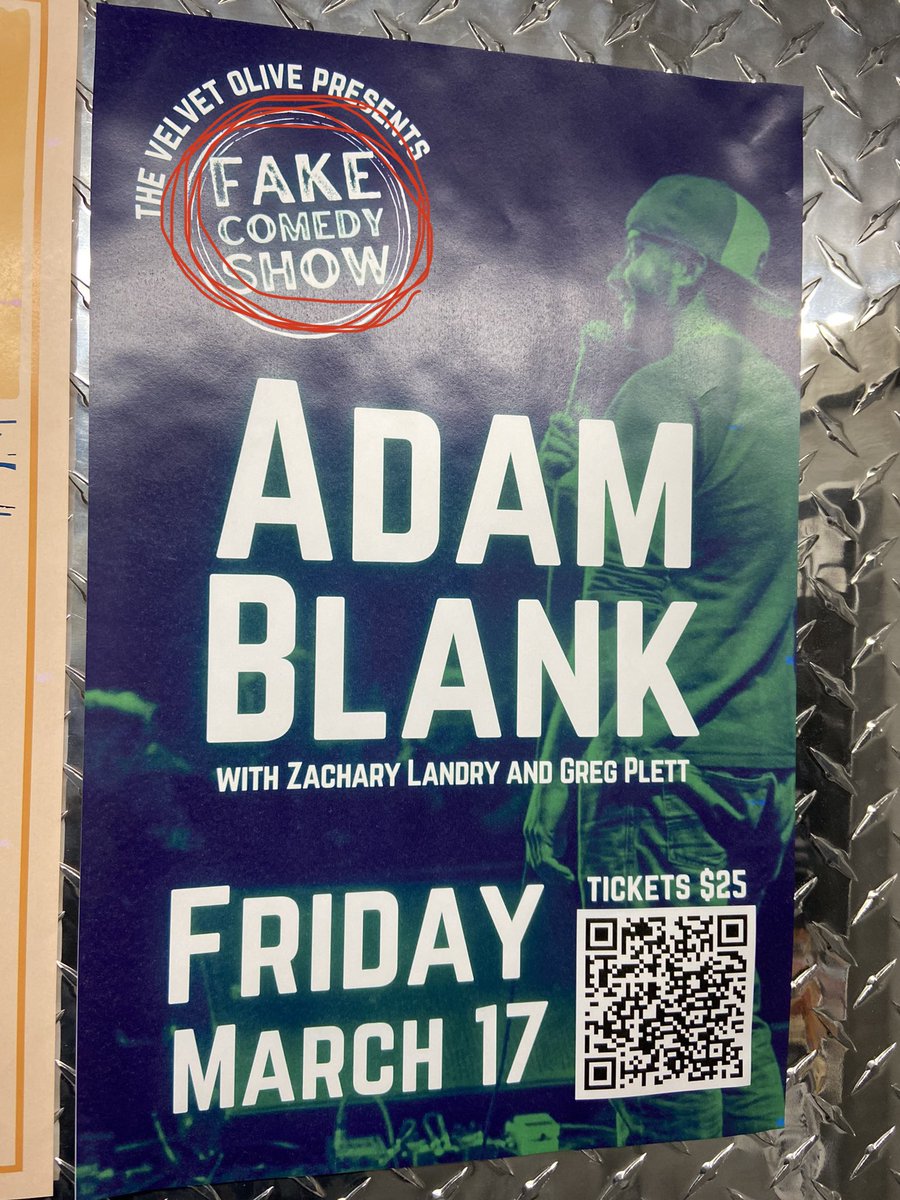 THE VELVET OLIVE PRESENTS
FAKE
COMEDY
SHOW
ADAM
BLANK
WITH ZACHARY LANDRY AND GREG PLETT
FRIDAY
MARCH 17
TICKETS $25